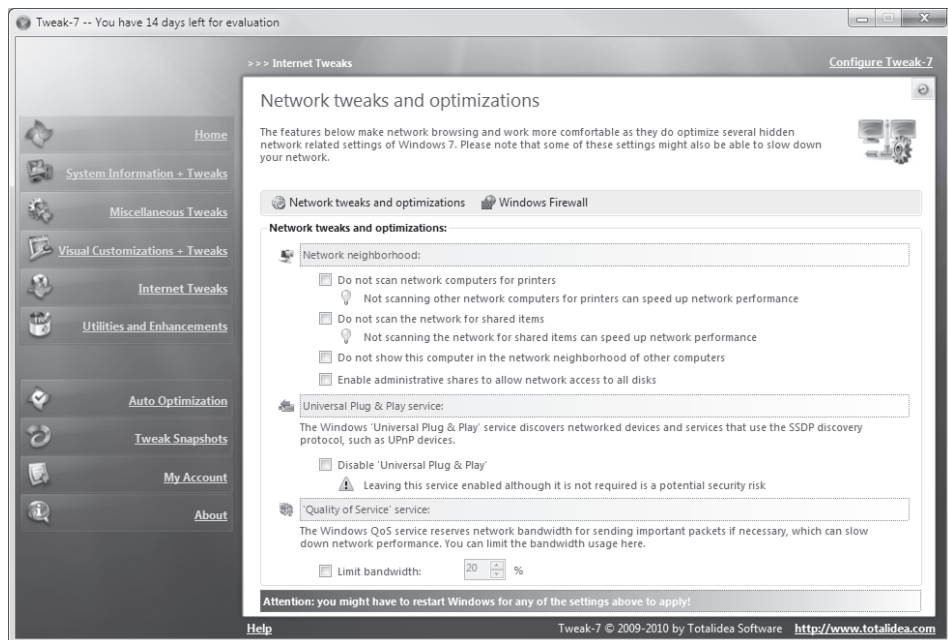 Tweak-7 -- You have 14 days left for evaluation
>>> Internet Tweaks
Configure Tweak-7
Network tweaks and optimizations
The features below make network browsing and work more comfortable as they do optimize several hidden
network related settings of Windows 7. Please note that some of these settings might also be able to slow down
your network.
Home
System Information + Tweaks
Miscellaneous Tweaks
Visual Customizations + Tweaks
Internet Tweaks
Utilities and Enhancements
Auto Optimization
Tweak Snapshots
My Account
About
Network tweaks and optimizations
Windows Firewall
Network tweaks and optimizations:
Network neighborhood:
Do not scan network computers for printers
Not scanning other network computers for printers can speed up network performance
Do not scan the network for shared items
Not scanning the network for shared items can speed up network performance
Do not show this computer in the network neighborhood of other computers
Enable administrative shares to allow network access to all disks
Universal Plug & Play service:
The Windows 'Universal Plug & Play' service discovers networked devices and services that use the SSDP discovery
protocol, such as UPnP devices.
Disable 'Universal Plug & Play'
Leaving this service enabled although it is not required is a potential security risk
'Quality of Service' service:
The Windows QoS service reserves network bandwidth for sending important packets if necessary, which can slow
down network performance. You can limit the bandwidth usage here.
Limit bandwidth: 20 %
Attention: you might have to restart Windows for any of the settings above to apply!
Help
Tweak-7 © 2009-2010 by Totalidea Software http://www.totalidea.com